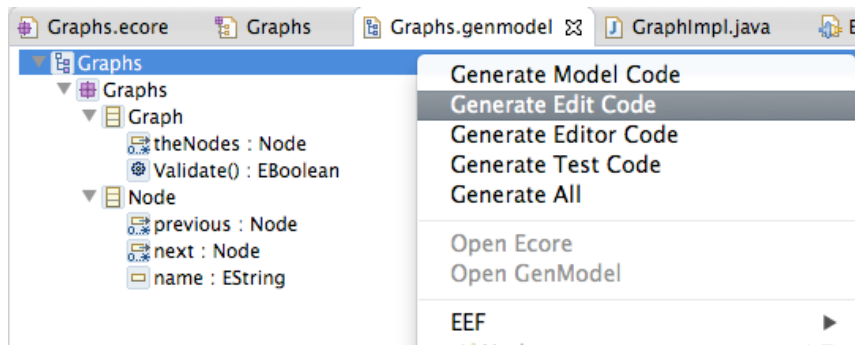 Graphs.ecore Graphs Graphs.genmodel GraphImpl.java E
Graphs
Graphs
Graph
theNodes : Node
Validate() : EBoolean
Node
previous : Node
next : Node
name : EString
Generate Model Code
Generate Edit Code
Generate Editor Code
Generate Test Code
Generate All
Open Ecore
Open GenModel
EEF